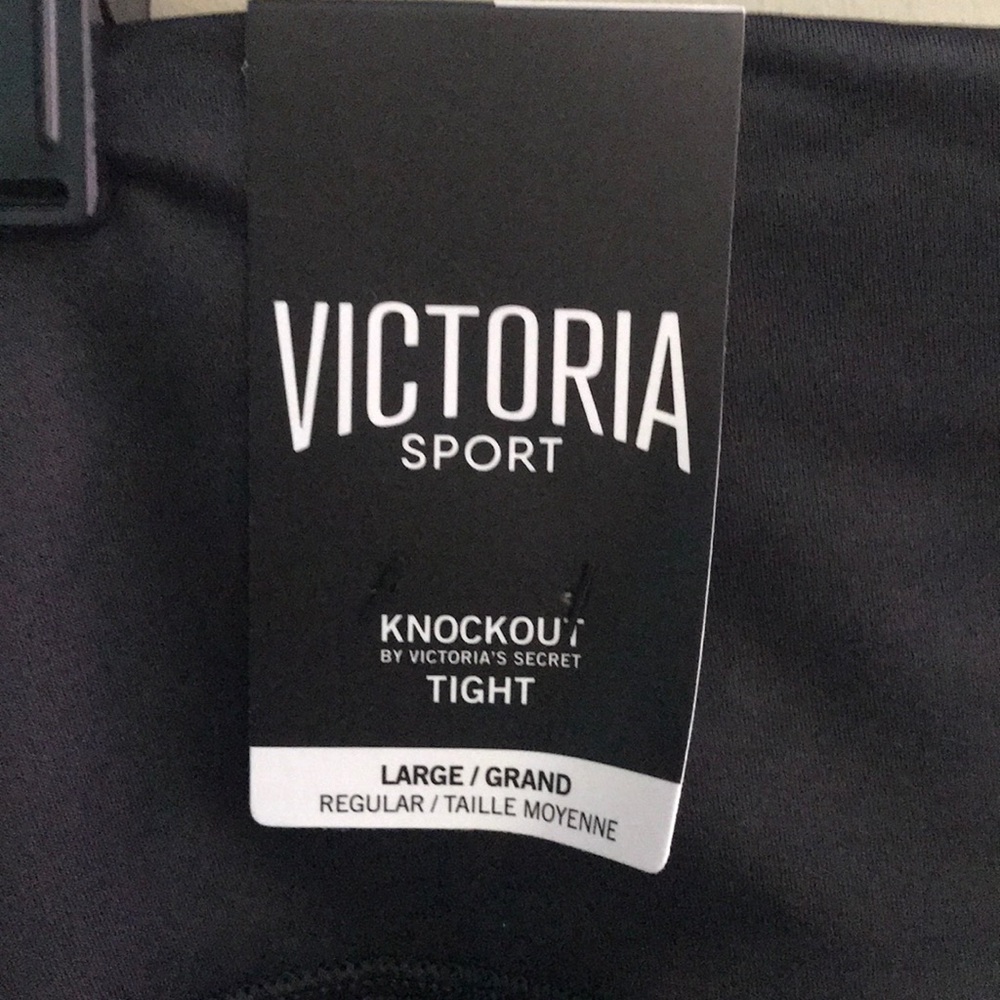 VICTORIA
SPORT
KNOCKOUT
BY VICTORIA'S SECRET
TIGHT
LARGE / GRAND
REGULAR / TAILLE MOYENNE